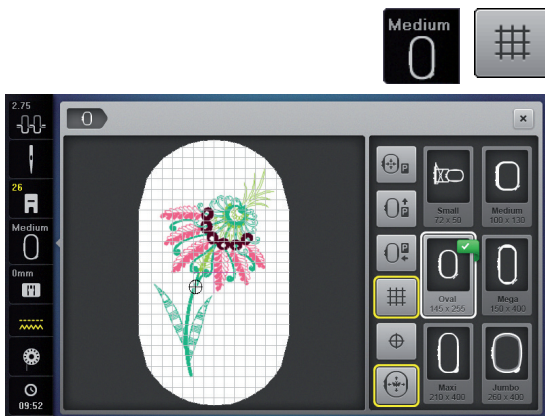 Medium
2.75
26
Medium
0mm
09:52
P
P
P
Small
72 x 50
Medium
100 x 130
Oval
145 x 255
Mega
150 x 400
Maxi
210 x 400
Jumbo
260 x 400